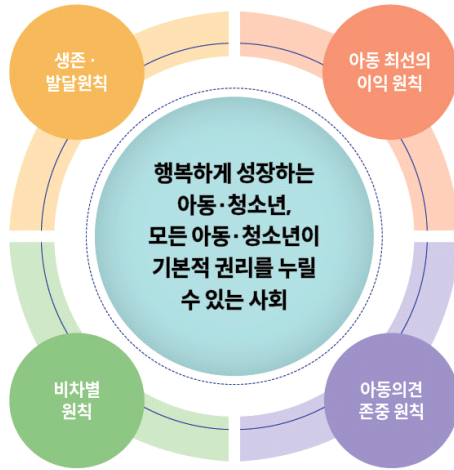 생존 ·
발달원칙
아동 최선의
이익 원칙
행복하게 성장하는
아동·청소년,
모든 아동·청소년이
기본적 권리를 누릴
수 있는 사회
비차별
원칙
아동의견
존중 원칙